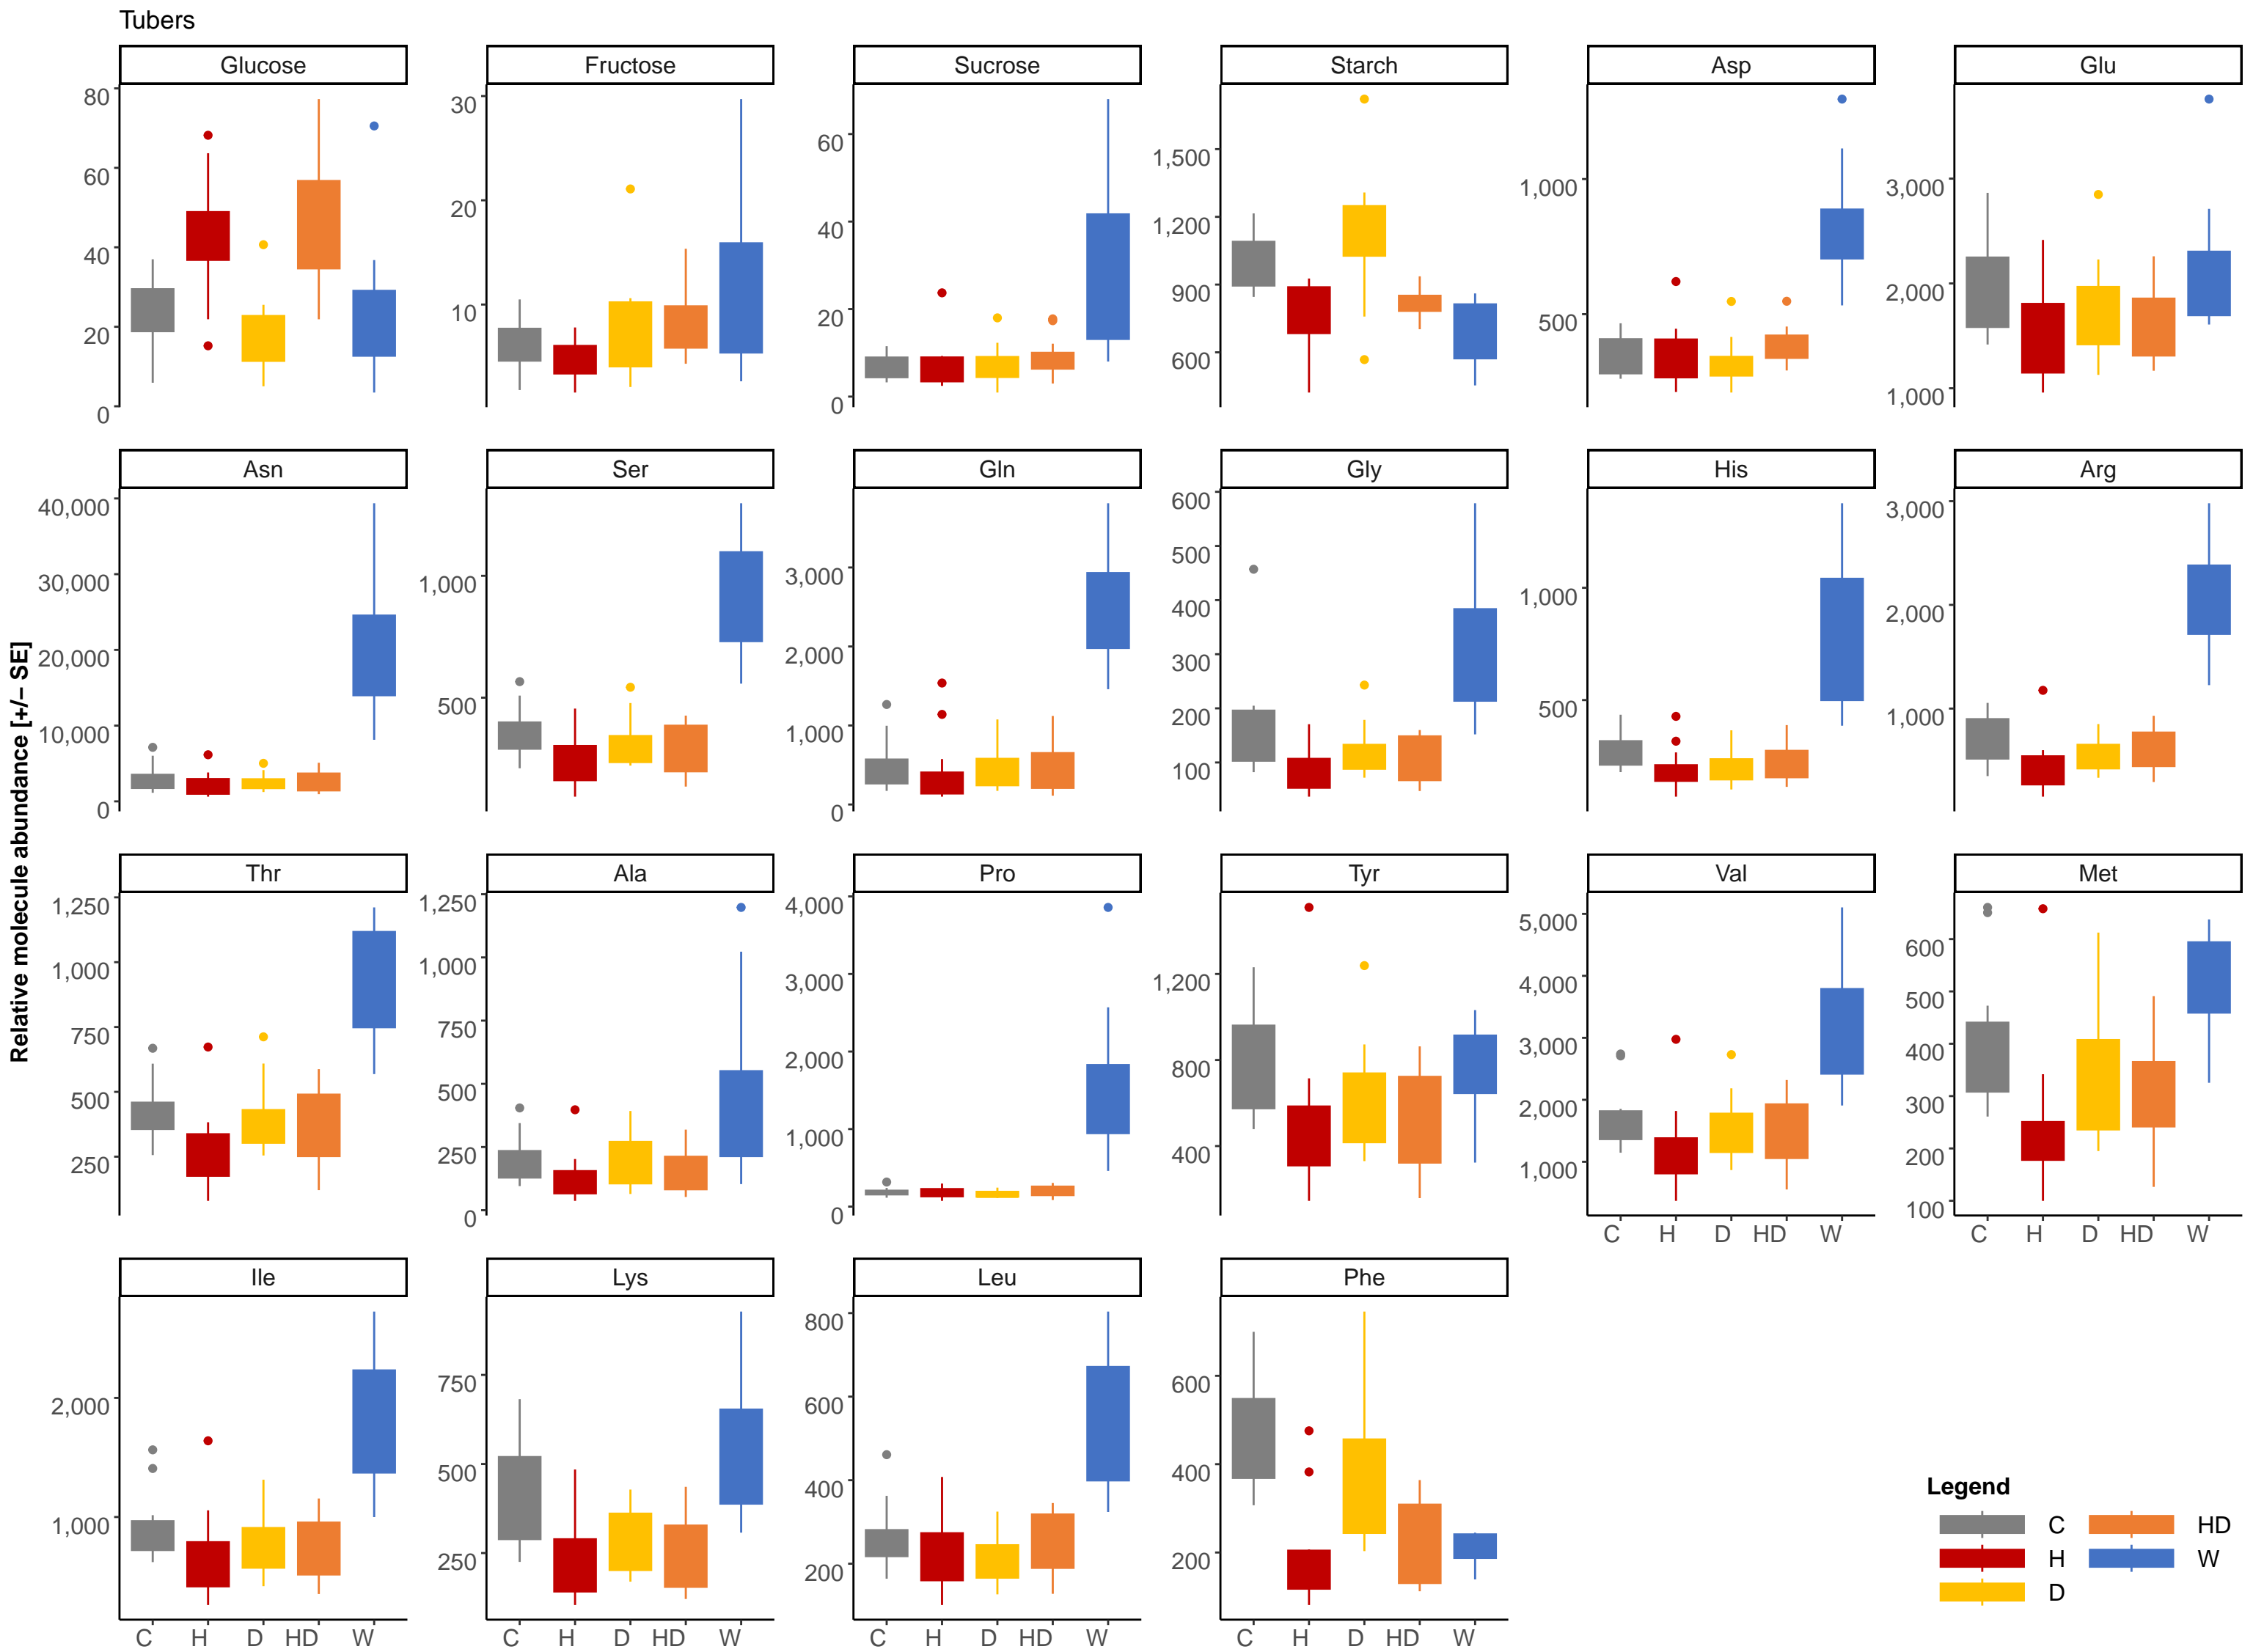 Tubers
Glucose Fructose Sucrose Starch Asp Glu
80 60 40 20 0
30 20 10
60 40 20 0
1,500 1,200 900 600
1,000 500
3,000 2,000 1,000
Asn Ser Gln Gly His Arg
40,000 30,000 20,000 10,000 0
1,000 500
3,000 2,000 1,000 0
600 500 400 300 200 100
1,000 500
3,000 2,000 1,000
Relative molecule abundance [+/− SE]
Thr Ala Pro Tyr Val Met
1,250 1,000 750 500 250
1,250 1,000 750 500 250 0
4,000 3,000 2,000 1,000 0
1,200 800 400
5,000 4,000 3,000 2,000 1,000
600 500 400 300 200 100
C H D HD W C H D HD W
Ile Lys Leu Phe
2,000 1,000
750 500 250
800 600 400 200
600 400 200
C H D HD W C H D HD W C H D HD W C H D HD W
Legend
C HD
H W
D